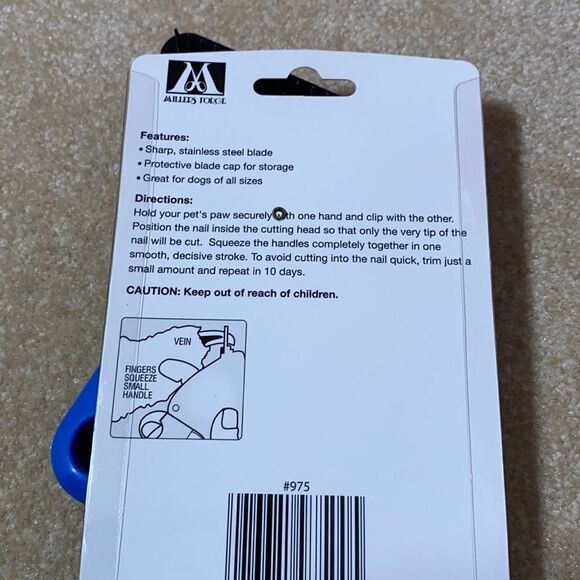 MILLERS FORGE
Features:
• Sharp, stainless steel blade
• Protective blade cap for storage
• Great for dogs of all sizes
Directions:
Hold your pet's paw securely with one hand and clip with the other.
Position the nail inside the cutting head so that only the very tip of the
nail will be cut. Squeeze the handles completely together in one
smooth, decisive stroke. To avoid cutting into the nail quick, trim just a
small amount and repeat in 10 days.
CAUTION: Keep out of reach of children.
VEIN
FINGERS
SQUEEZE
SMALL
HANDLE
#975